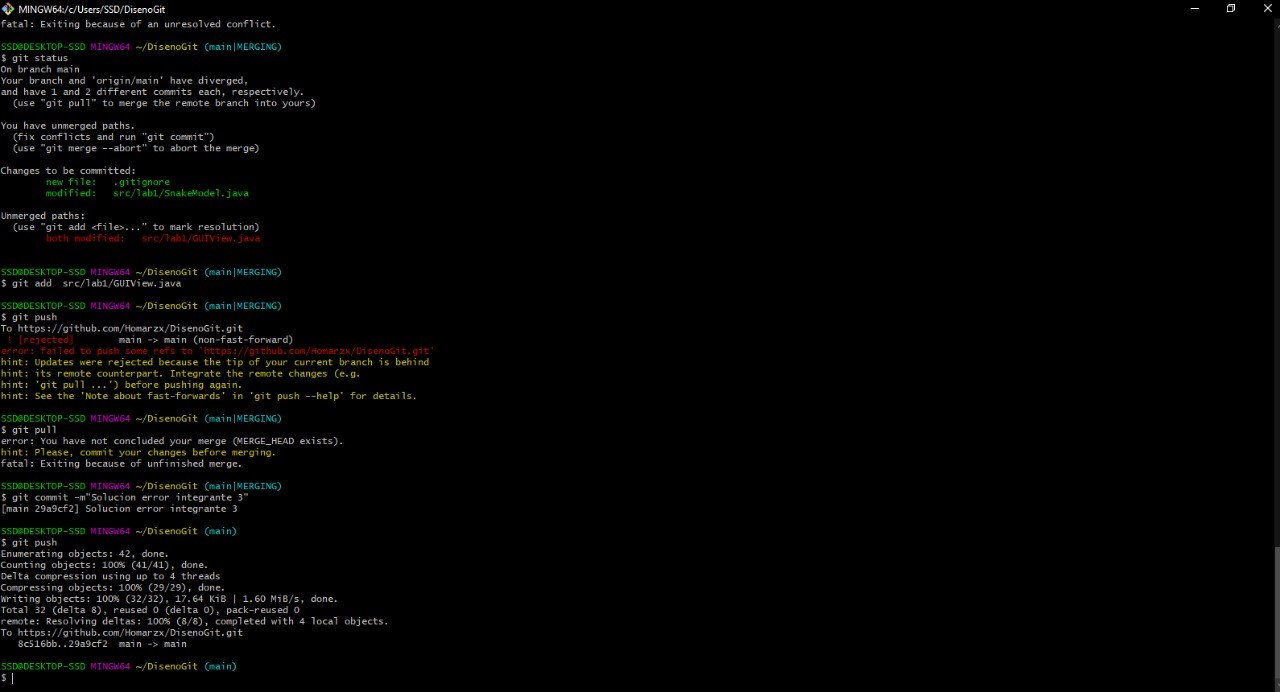 MINGW64:/c/Users/SSD/DisenoGit
fatal: Exiting because of an unresolved conflict.
SSD@DESKTOP-SSD MINGW64 ~/DisenoGit (main|MERGING)
$ git status
On branch main
Your branch and 'origin/main' have diverged,
and have 1 and 2 different commits each, respectively.
(use "git pull" to merge the remote branch into yours)
You have unmerged paths.
(fix conflicts and run "git commit")
(use "git merge --abort" to abort the merge)
Changes to be committed:
new file:   .gitignore
modified:   src/lab1/SnakeModel.java
Unmerged paths:
(use "git add <file>..." to mark resolution)
both modified:   src/lab1/GUIView.java
SSD@DESKTOP-SSD MINGW64 ~/DisenoGit (main|MERGING)
$ git add  src/lab1/GUIView.java
SSD@DESKTOP-SSD MINGW64 ~/DisenoGit (main|MERGING)
$ git push
To https://github.com/Homarzx/DisenoGit.git
! [rejected]        main -> main (non-fast-forward)
error: failed to push some refs to 'https://github.com/Homarzx/DisenoGit.git'
hint: Updates were rejected because the tip of your current branch is behind
hint: its remote counterpart. Integrate the remote changes (e.g.
hint: 'git pull ...') before pushing again.
hint: See the 'Note about fast-forwards' in 'git push --help' for details.
SSD@DESKTOP-SSD MINGW64 ~/DisenoGit (main|MERGING)
$ git pull
error: You have not concluded your merge (MERGE_HEAD exists).
hint: Please, commit your changes before merging.
fatal: Exiting because of unfinished merge.
SSD@DESKTOP-SSD MINGW64 ~/DisenoGit (main|MERGING)
$ git commit -m"Solucion error integrante 3"
[main 29a9cf2] Solucion error integrante 3
SSD@DESKTOP-SSD MINGW64 ~/DisenoGit (main)
$ git push
Enumerating objects: 42, done.
Counting objects: 100% (41/41), done.
Delta compression using up to 4 threads
Compressing objects: 100% (29/29), done.
Writing objects: 100% (32/32), 17.64 KiB | 1.60 MiB/s, done.
Total 32 (delta 8), reused 0 (delta 0), pack-reused 0
remote: Resolving deltas: 100% (8/8), completed with 4 local objects.
To https://github.com/Homarzx/DisenoGit.git
8c516bb..29a9cf2  main -> main
SSD@DESKTOP-SSD MINGW64 ~/DisenoGit (main)
$